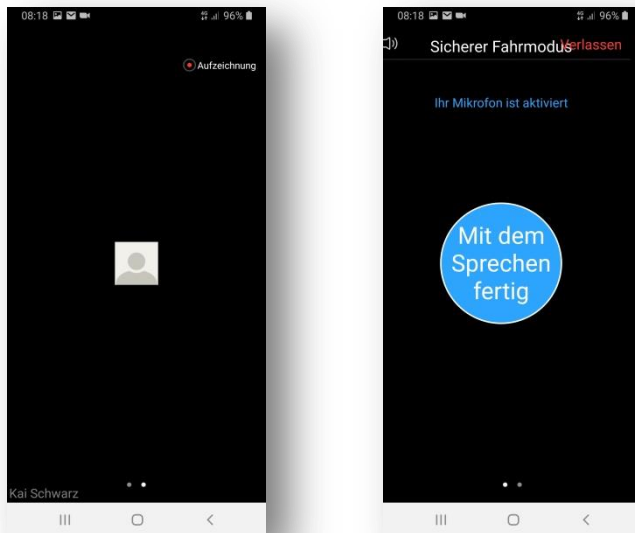 08:18 96%
Aufzeichnung
Kai Schwarz
08:18 96%
Sicherer Fahrmodus Verlassen
Ihr Mikrofon ist aktiviert
Mit dem
Sprechen
fertig